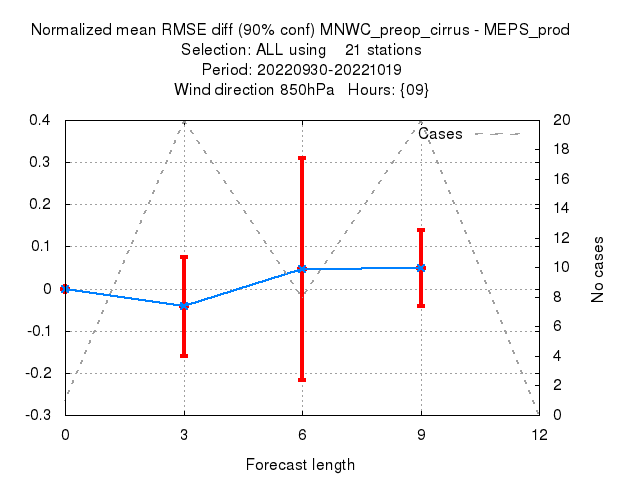 Normalized mean RMSE diff (90% conf) MNWC_preop_cirrus - MEPS_prod
Selection: ALL using    21 stations
Period: 20220930-20221019
Wind direction 850hPa   Hours: {09}
Cases
0.4
0.3
0.2
0.1
0
-0.1
-0.2
-0.3
20
18
16
14
12
10
8
6
4
2
0
No cases
0 3 6 9 12
Forecast length